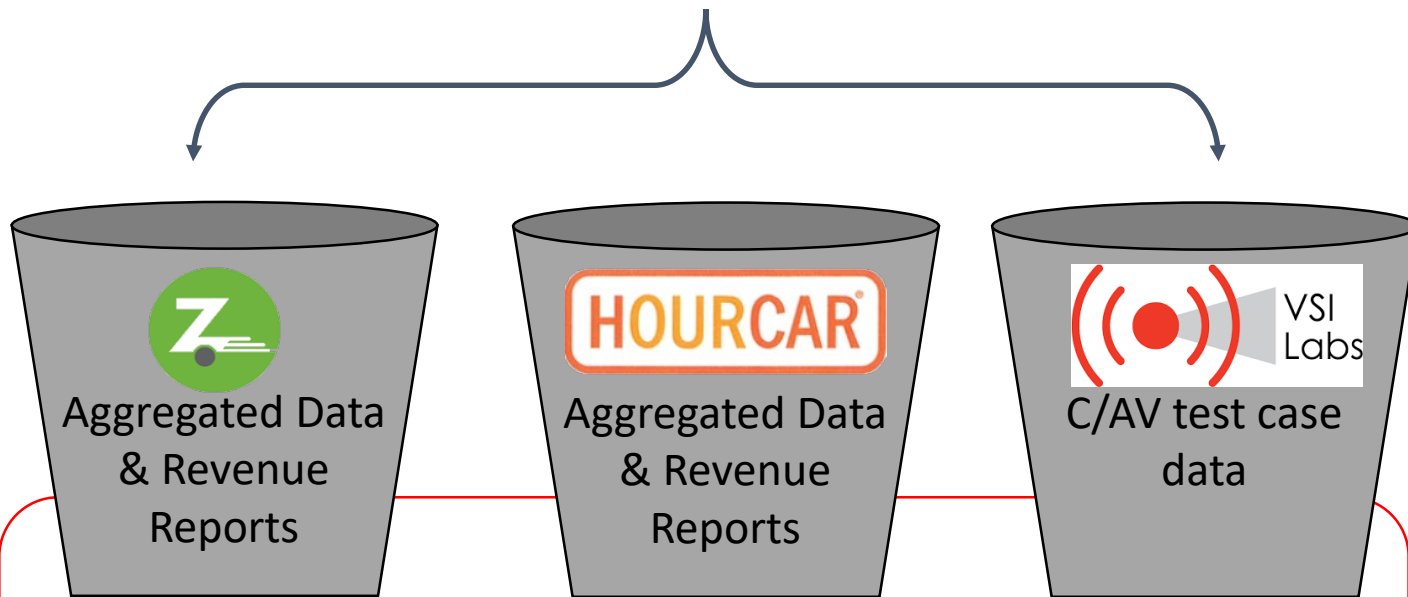 Z
HOURCAR®
VSI
Labs
Aggregated Data
& Revenue
Reports
Aggregated Data
& Revenue
Reports
C/AV test case
data